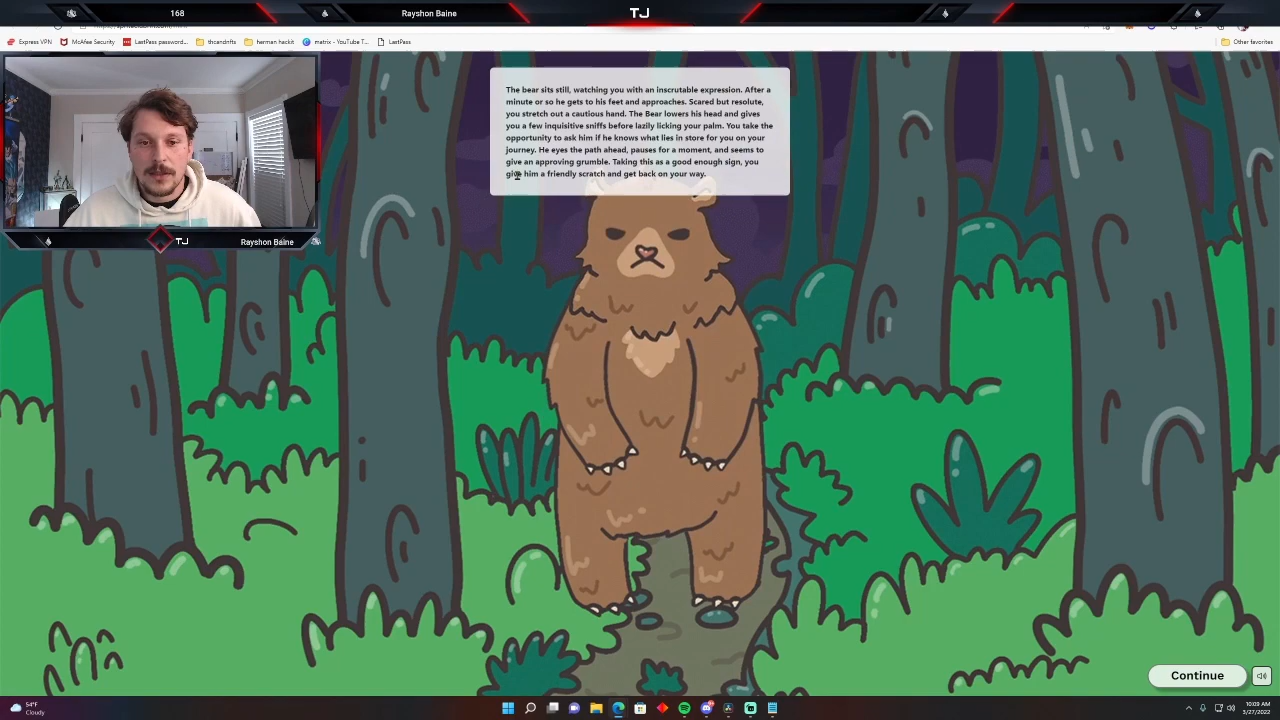 168
Rayshon Baine
TJ
Express VPN
McAfee Security
LastPass password...
thcandnfts
herman hackit
matrix - YouTube T...
LastPass
Other favorites
The bear sits still, watching you with an inscrutable expression. After a
minute or so he gets to his feet and approaches. Scared but resolute,
you stretch out a cautious hand. The Bear lowers his head and gives
you a few inquisitive sniffs before lazily licking your palm. You take the
opportunity to ask him if he knows what lies in store for you on your
journey. He eyes the path ahead, pauses for a moment, and seems to
give an approving grumble. Taking this as a good enough sign, you
give him a friendly scratch and get back on your way.
TJ
Rayshon Baine
Continue
54°F
Cloudy
10:09 AM
3/27/2022